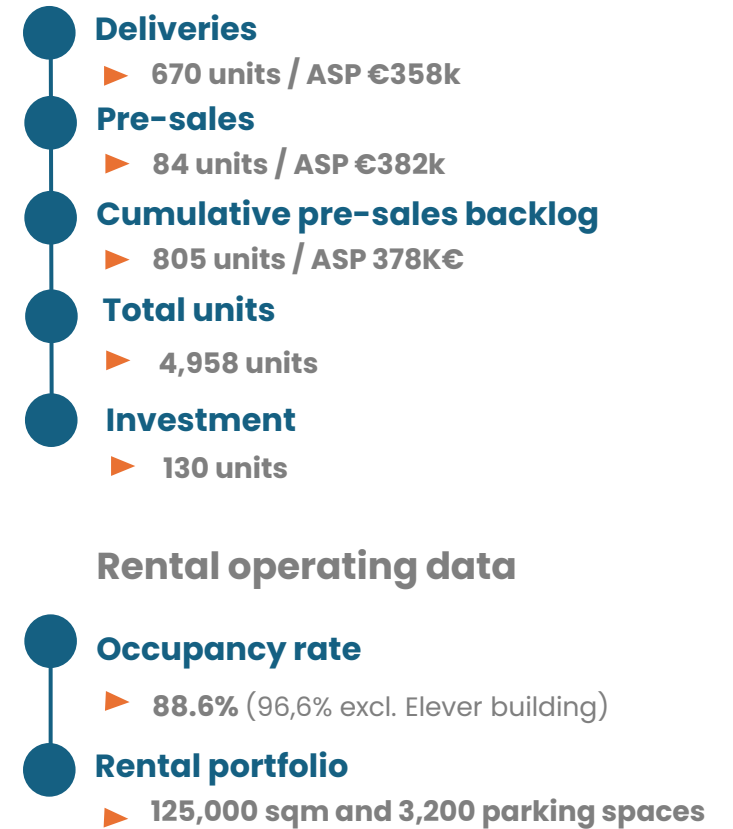 Deliveries
670 units / ASP €358k
Pre-sales
84 units / ASP €382k
Cumulative pre-sales backlog
805 units / ASP 378K€
Total units
4,958 units
Investment
130 units
Rental operating data
Occupancy rate
88.6% (96,6% excl. Elever building)
Rental portfolio
125,000 sqm and 3,200 parking spaces